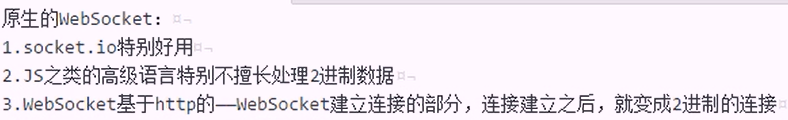 原生的WebSocket：
1.socket.io特别好用
2.JS之类的高级语言特别不擅长处理2进制数据
3.WebSocket基于http的——WebSocket建立连接的部分，连接建立之后，就变成2进制的连接